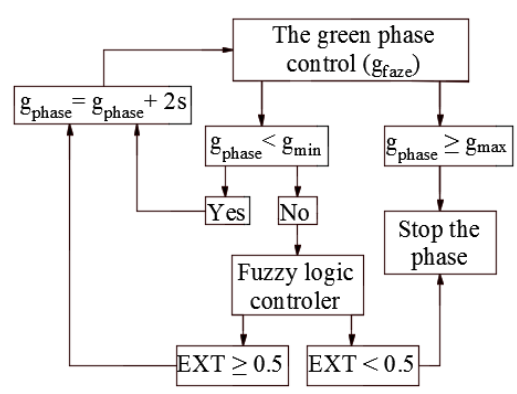 The green phase
control (gfaze)
gphase= gphase+ 2s
gphase< gmin
gphase ≥ gmax
Yes
No
Stop the
phase
Fuzzy logic
controler
EXT ≥ 0.5
EXT < 0.5